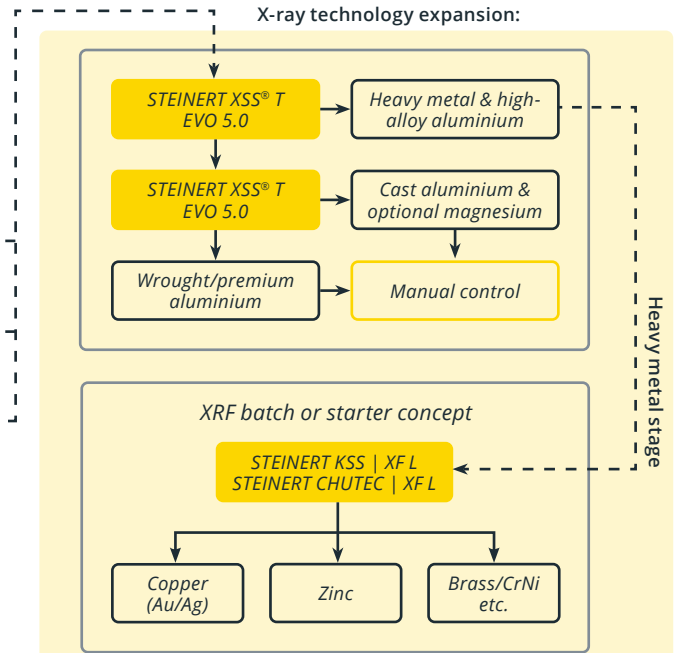 X-ray technology expansion:
STEINERT XSS® T
EVO 5.0
Heavy metal & high-
alloy aluminium
STEINERT XSS® T
EVO 5.0
Cast aluminium &
optional magnesium
Wrought/premium
aluminium
Manual control
Heavy metal stage
XRF batch or starter concept
STEINERT KSS | XF L
STEINERT CHUTEC | XF L
Copper
(Au/Ag)
Zinc
Brass/CrNi
etc.